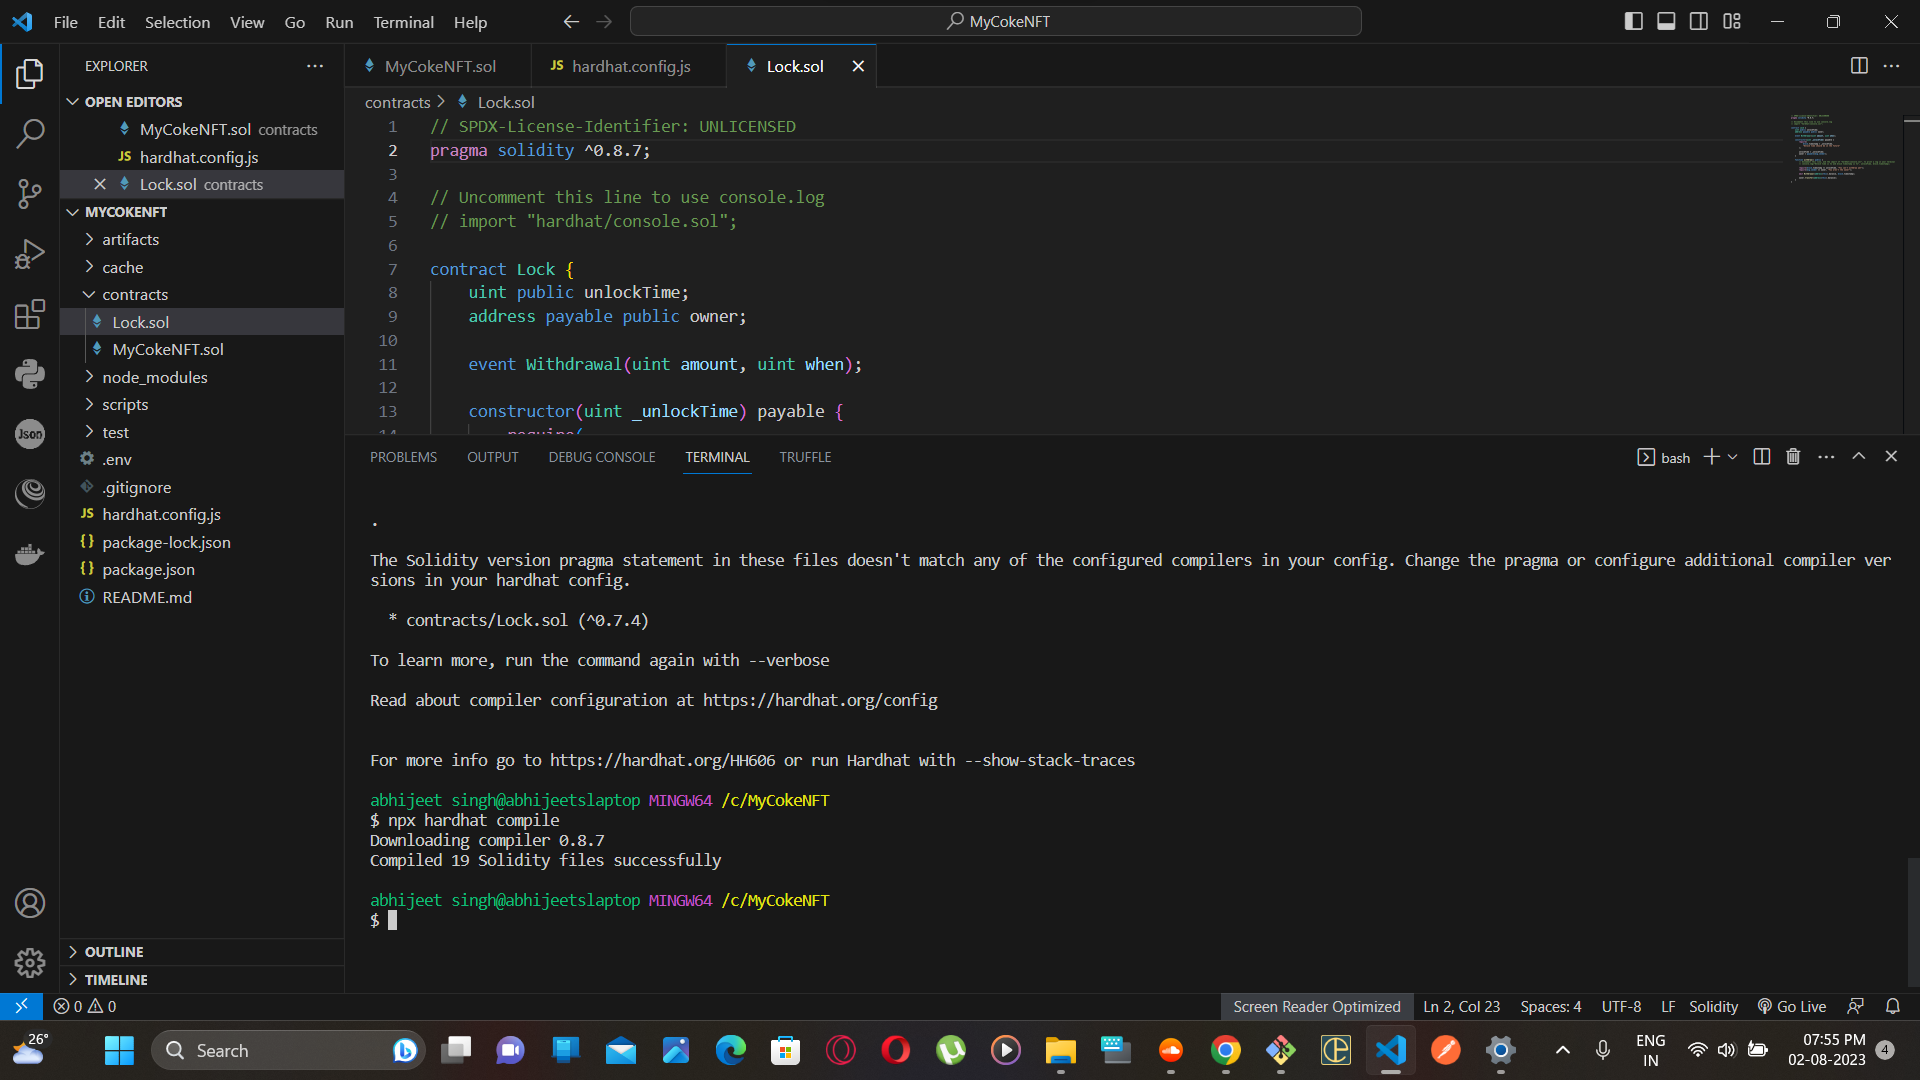 File Edit Selection View Go Run Terminal Help
MyCokeNFT
EXPLORER
OPEN EDITORS
MyCokeNFT.sol contracts
JS hardhat.config.js
Lock.sol contracts
MYCOKENFT
artifacts
cache
contracts
Lock.sol
MyCokeNFT.sol
node_modules
scripts
test
.env
.gitignore
JS hardhat.config.js
{} package-lock.json
{} package.json
README.md
OUTLINE
TIMELINE
Json
MyCokeNFT.sol
JS hardhat.config.js
Lock.sol
contracts > Lock.sol
1 // SPDX-License-Identifier: UNLICENSED
2 pragma solidity ^0.8.7;
3
4 // Uncomment this line to use console.log
5 // import "hardhat/console.sol";
6
7 contract Lock {
8 uint public unlockTime;
9 address payable public owner;
10
11 event Withdrawal(uint amount, uint when);
12
13 constructor(uint _unlockTime) payable {
14 require(
PROBLEMS OUTPUT DEBUG CONSOLE TERMINAL TRUFFLE
bash
.
The Solidity version pragma statement in these files doesn't match any of the configured compilers in your config. Change the pragma or configure additional compiler ver
sions in your hardhat config.
* contracts/Lock.sol (^0.7.4)
To learn more, run the command again with --verbose
Read about compiler configuration at https://hardhat.org/config
For more info go to https://hardhat.org/HH606 or run Hardhat with --show-stack-traces
abhijeet singh@abhijeetslaptop MINGW64 /c/MyCokeNFT
$ npx hardhat compile
Downloading compiler 0.8.7
Compiled 19 Solidity files successfully
abhijeet singh@abhijeetslaptop MINGW64 /c/MyCokeNFT
$
0 0
Screen Reader Optimized Ln 2, Col 23 Spaces: 4 UTF-8 LF Solidity Go Live
26°
Search
ENG
IN
07:55 PM
02-08-2023
4